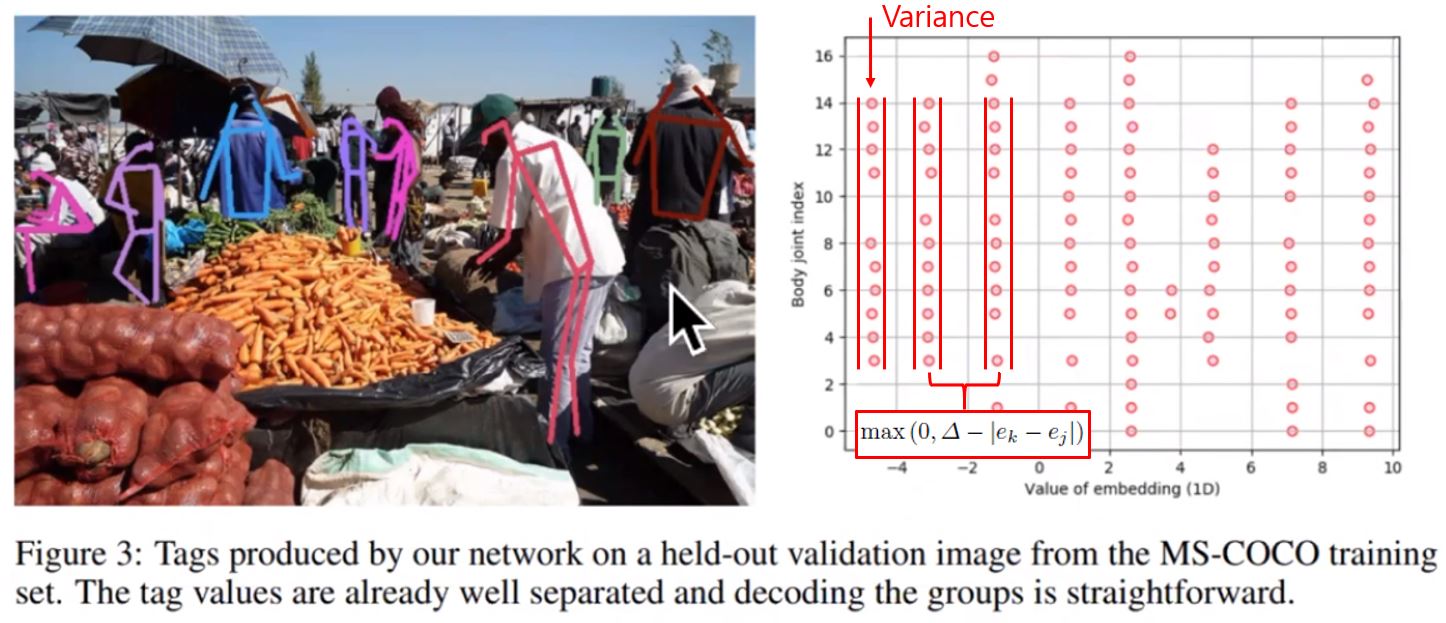 Variance
16
14
12
10
8
6
4
2
0
Body joint index
max (0, Δ − |e_k − e_j|)
−4 −2 0 2 4 6 8 10
Value of embedding (1D)
Figure 3: Tags produced by our network on a held-out validation image from the MS-COCO training
set. The tag values are already well separated and decoding the groups is straightforward.